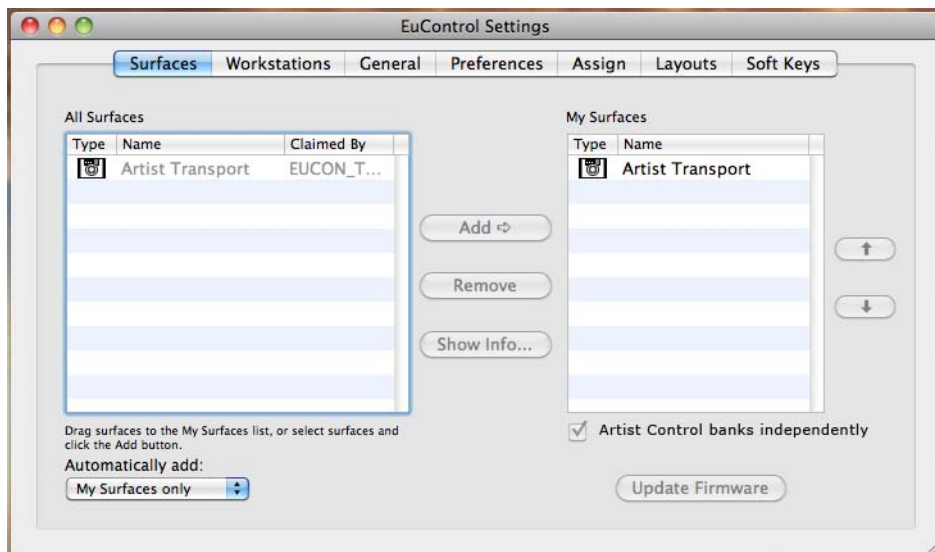 EuControl Settings
Surfaces Workstations General Preferences Assign Layouts Soft Keys
All Surfaces
Type Name Claimed By
Artist Transport EUCON_T...
Add ⇨
Remove
Show Info...
My Surfaces
Type Name
Artist Transport
Drag surfaces to the My Surfaces list, or select surfaces and
click the Add button.
Automatically add:
My Surfaces only
Artist Control banks independently
Update Firmware